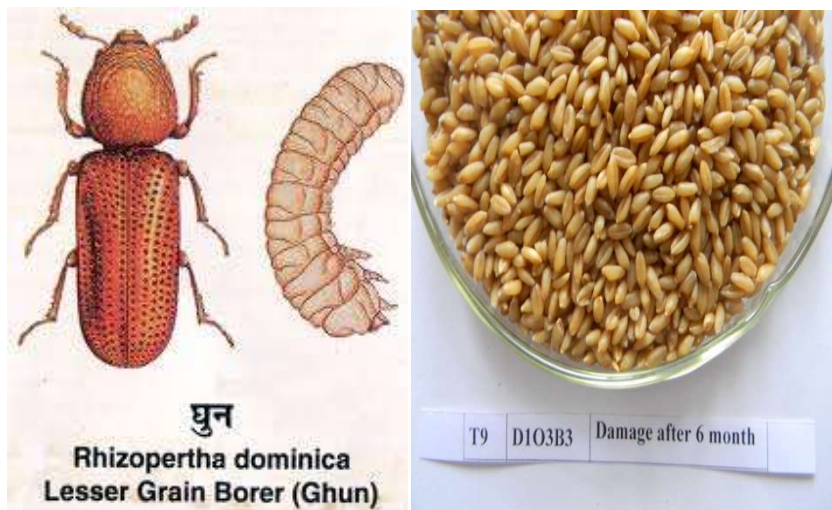 घुन
Rhizopertha dominica
Lesser Grain Borer (Ghun)
T9 D1O3B3 Damage after 6 month